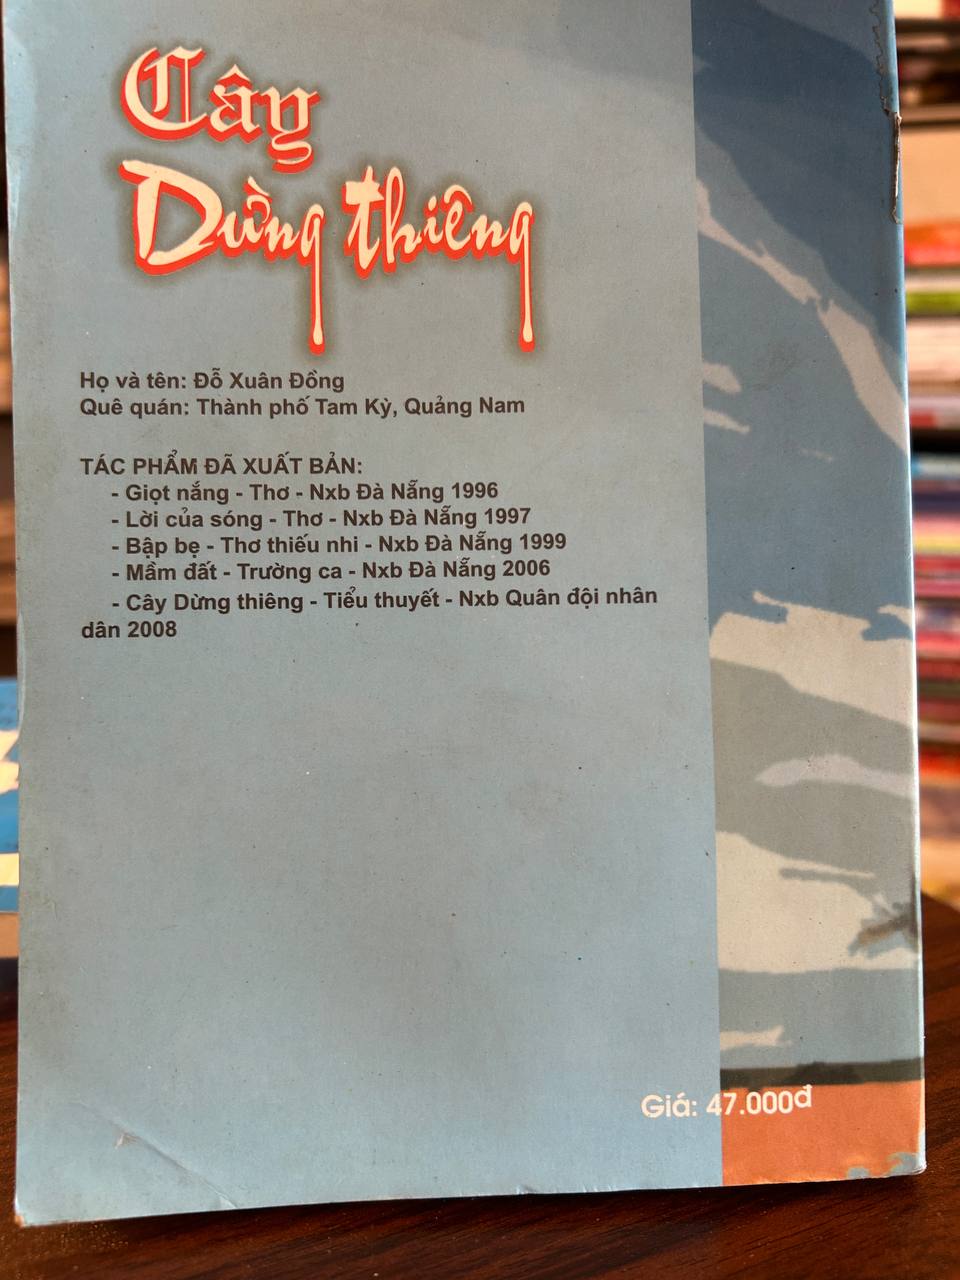 Cây
Dừng thiêng
Họ và tên: Đỗ Xuân Đồng
Quê quán: Thành phố Tam Kỳ, Quảng Nam
TÁC PHẨM ĐÃ XUẤT BẢN:
- Giọt nắng - Thơ - Nxb Đà Nẵng 1996
- Lời của sóng - Thơ - Nxb Đà Nẵng 1997
- Bập bẹ - Thơ thiếu nhi - Nxb Đà Nẵng 1999
- Mầm đất - Trường ca - Nxb Đà Nẵng 2006
- Cây Dừng thiêng - Tiểu thuyết - Nxb Quân đội nhân
dân 2008
Giá: 47.000đ